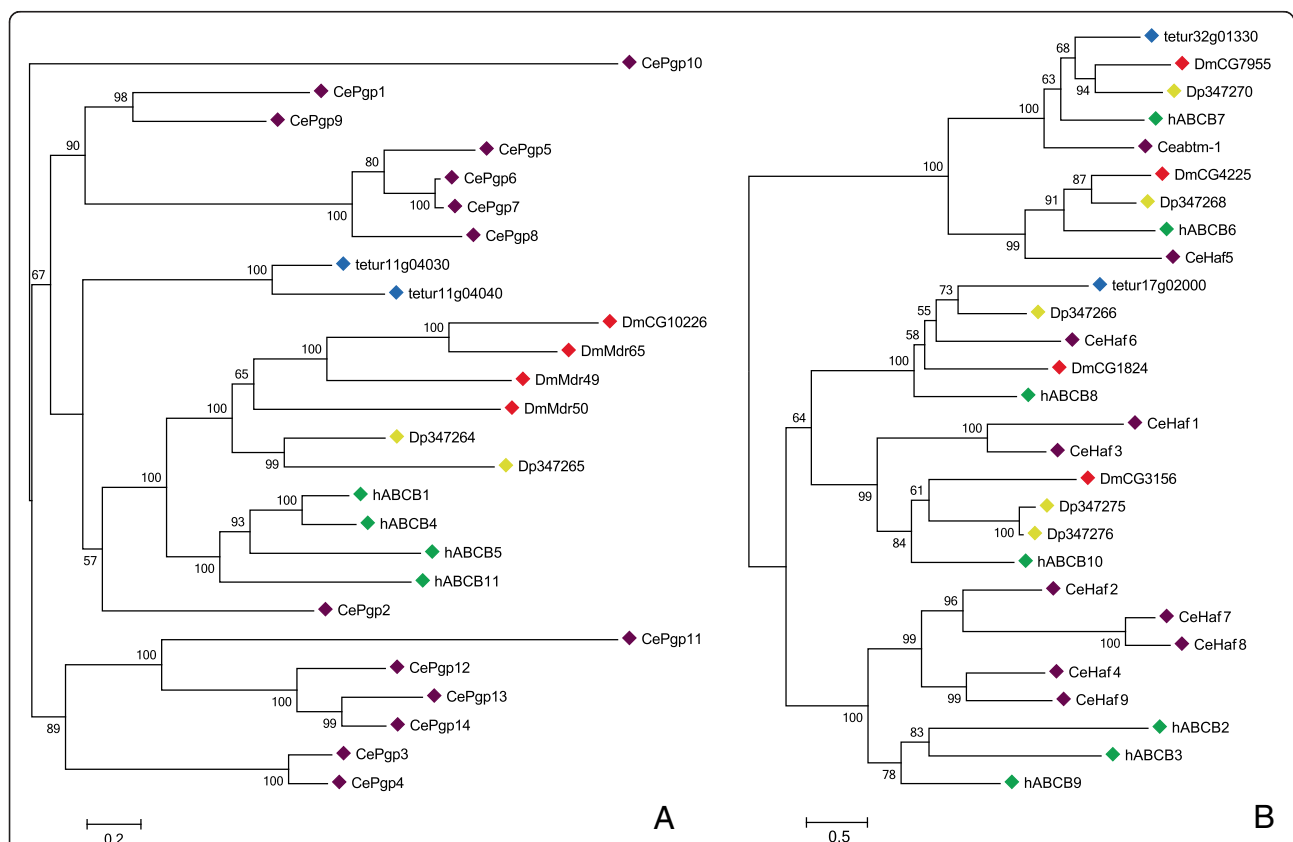 CePgp10
CePgp1
98
CePgp9
90
CePgp5
80
CePgp6
100
CePgp7
100
CePgp8
67
tetur11g04030
100
tetur11g04040
DmCG10226
100
DmMdr65
100
DmMdr49
65
DmMdr50
100
Dp347264
99
Dp347265
100
hABCB1
100
hABCB4
93
hABCB5
100
hABCB11
57
CePgp2
CePgp11
100
CePgp12
100
CePgp13
99
CePgp14
89
CePgp3
100
CePgp4
0.2
A
tetur32g01330
68
DmCG7955
63
94
Dp347270
100
hABCB7
Ceabtm-1
100
DmCG4225
87
Dp347268
91
hABCB6
99
CeHaf5
tetur17g02000
73
Dp347266
55
CeHaf6
58
DmCG1824
100
hABCB8
64
CeHaf1
100
CeHaf3
99
DmCG3156
61
Dp347275
100
Dp347276
84
hABCB10
CeHaf2
96
CeHaf7
100
CeHaf8
99
CeHaf4
99
CeHaf9
100
hABCB2
83
hABCB3
78
hABCB9
0.5
B